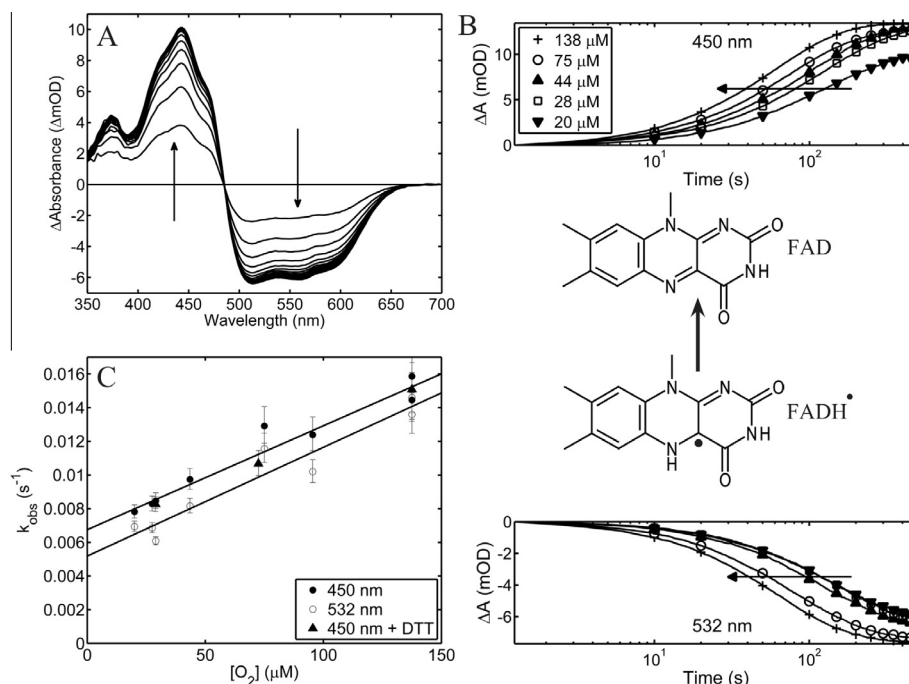 A
ΔAbsorbance (ΔmOD)
10
8
6
4
2
0
-2
-4
-6
350 400 450 500 550 600 650 700
Wavelength (nm)
B
ΔA (mOD)
10
5
0
138 μM
75 μM
44 μM
28 μM
20 μM
450 nm
10¹ 10²
Time (s)
N
N
O
NH
N
O
FAD
N
N
O
NH
N
H
O
FADH•
C
k_obs (s⁻¹)
0.016
0.014
0.012
0.01
0.008
0.006
0.004
0.002
0
450 nm
532 nm
450 nm + DTT
0 50 100 150
[O₂] (μM)
ΔA (mOD)
0
-2
-4
-6
532 nm
10¹ 10²
Time (s)